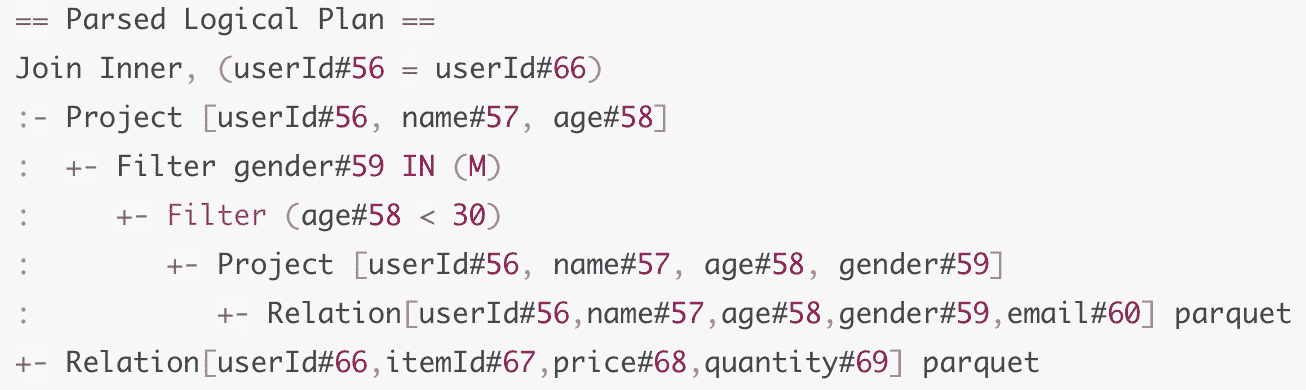 == Parsed Logical Plan ==
Join Inner, (userId#56 = userId#66)
:- Project [userId#56, name#57, age#58]
:  +- Filter gender#59 IN (M)
:     +- Filter (age#58 < 30)
:        +- Project [userId#56, name#57, age#58, gender#59]
:           +- Relation[userId#56,name#57,age#58,gender#59,email#60] parquet
+- Relation[userId#66,itemId#67,price#68,quantity#69] parquet